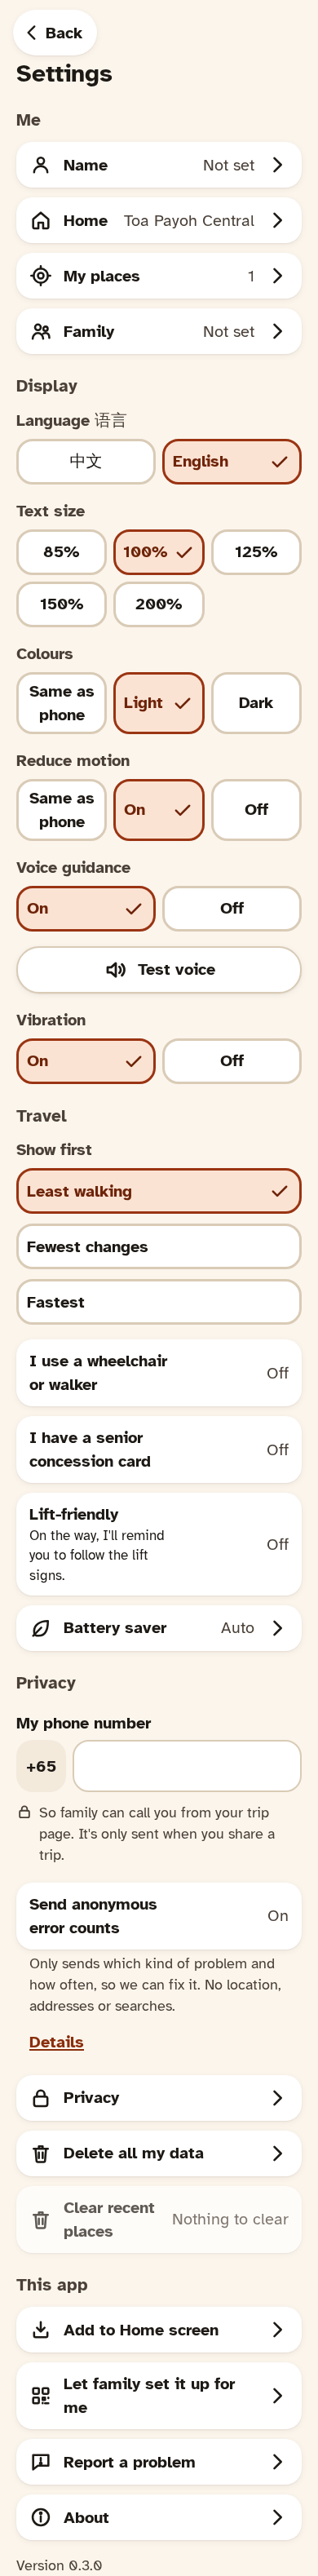 Back
Settings
Me
Name Not set
Home Toa Payoh Central
My places 1
Family Not set
Display
Language 语言
中文 English
Text size
85% 100% 125%
150% 200%
Colours
Same as
phone Light Dark
Reduce motion
Same as
phone On Off
Voice guidance
On Off
Test voice
Vibration
On Off
Travel
Show first
Least walking
Fewest changes
Fastest
I use a wheelchair
or walker Off
I have a senior
concession card Off
Lift-friendly
On the way, I'll remind
you to follow the lift Off
signs.
Battery saver Auto
Privacy
My phone number
+65
So family can call you from your trip
page. It's only sent when you share a
trip.
Send anonymous
error counts On
Only sends which kind of problem and
how often, so we can fix it. No location,
addresses or searches.
Details
Privacy
Delete all my data
Clear recent
places Nothing to clear
This app
Add to Home screen
Let family set it up for
me
Report a problem
About
Version 0.3.0